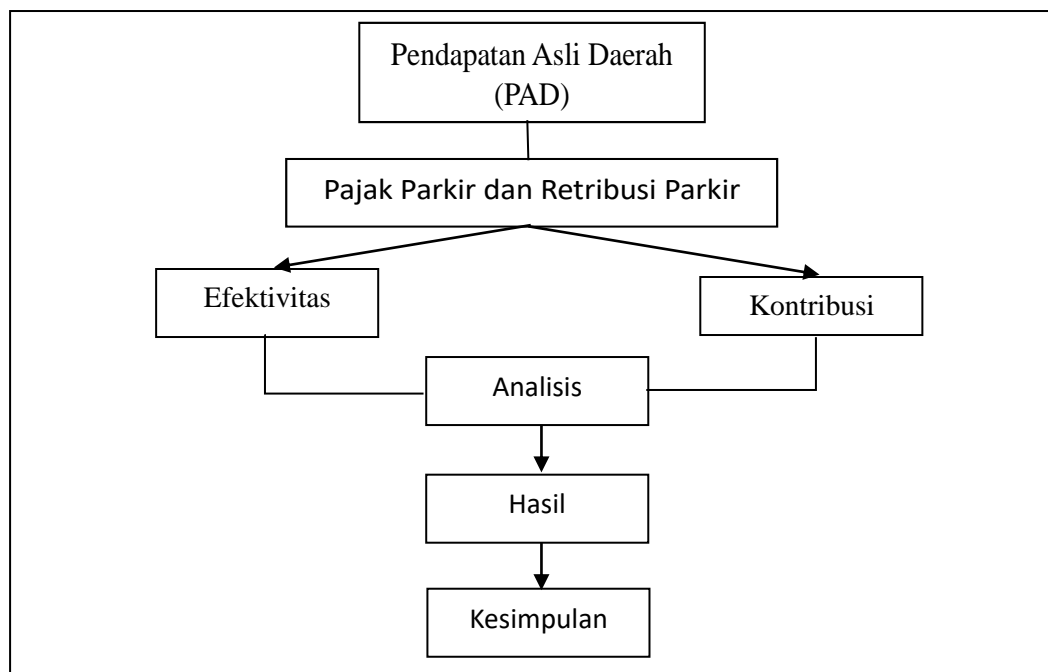 Pendapatan Asli Daerah
(PAD)
Pajak Parkir dan Retribusi Parkir
Efektivitas
Kontribusi
Analisis
Hasil
Kesimpulan